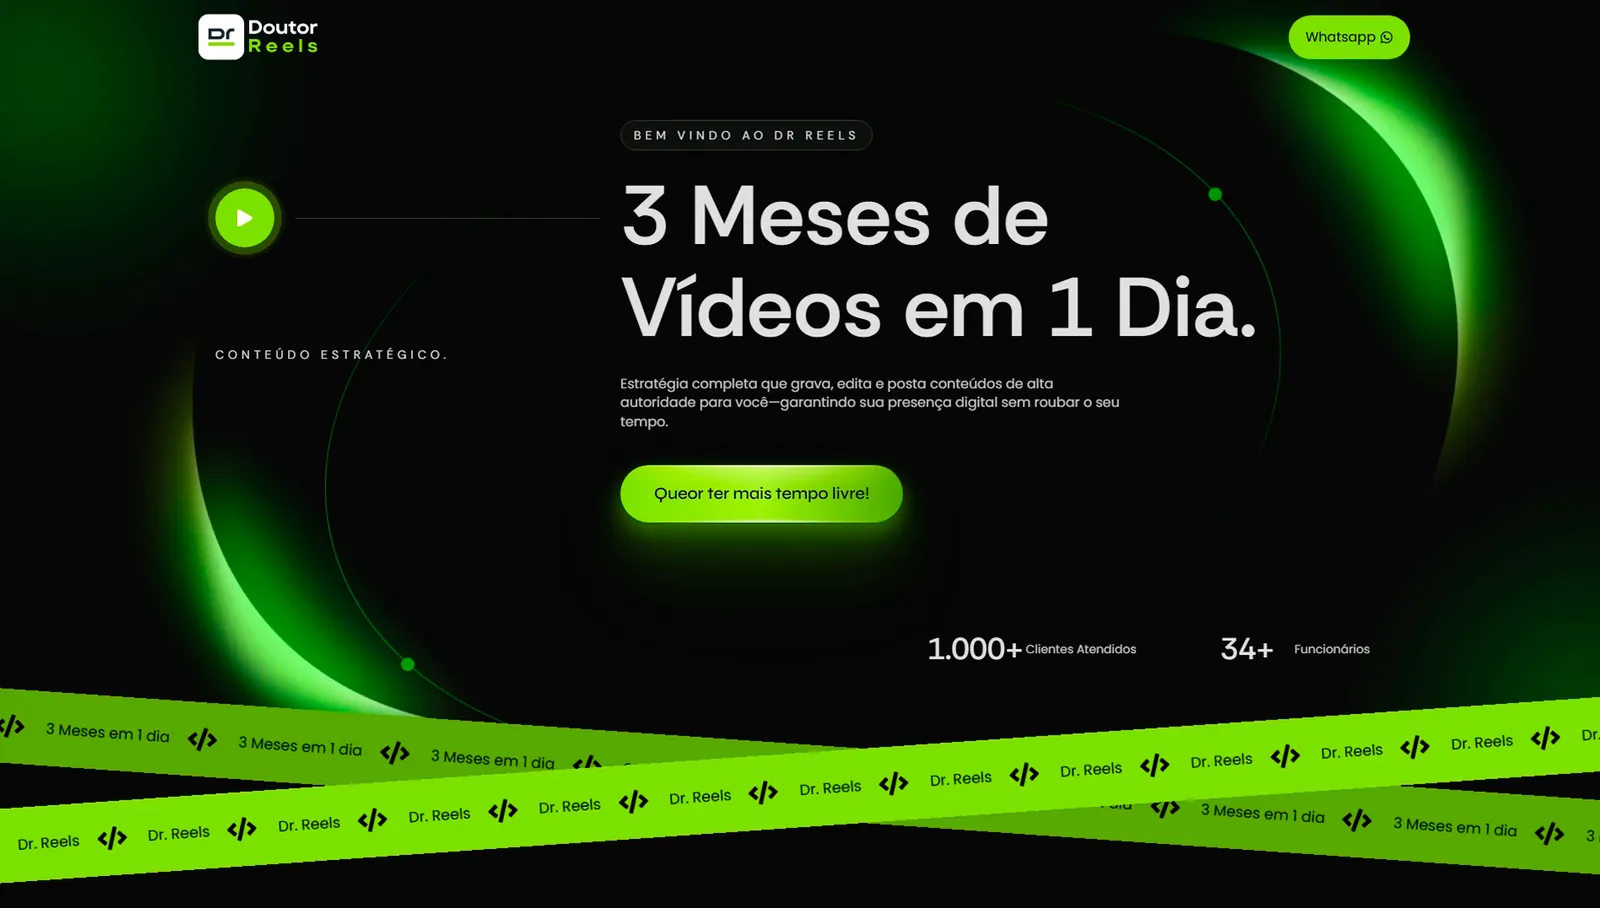 Dr Doutor
Reels
Whatsapp
BEM VINDO AO DR REELS
3 Meses de
Vídeos em 1 Dia.
CONTEÚDO ESTRATÉGICO.
Estratégia completa que grava, edita e posta conteúdos de alta
autoridade para você—garantindo sua presença digital sem roubar o seu
tempo.
Queor ter mais tempo livre!
1.000+ Clientes Atendidos
34+ Funcionários
</> 3 Meses em 1 dia </> 3 Meses em 1 dia </> 3 Meses em 1 dia </>
dia </> 3 Meses em 1 dia </> 3 Meses em 1 dia </> 3
Dr. Reels </> Dr. Reels </> Dr. Reels </> Dr. Reels </> Dr. Reels </> Dr. Reels </> Dr. Reels </> Dr. Reels </> Dr. Reels </> Dr. Reels </> Dr. Reels </> Dr. Reels </> Dr.